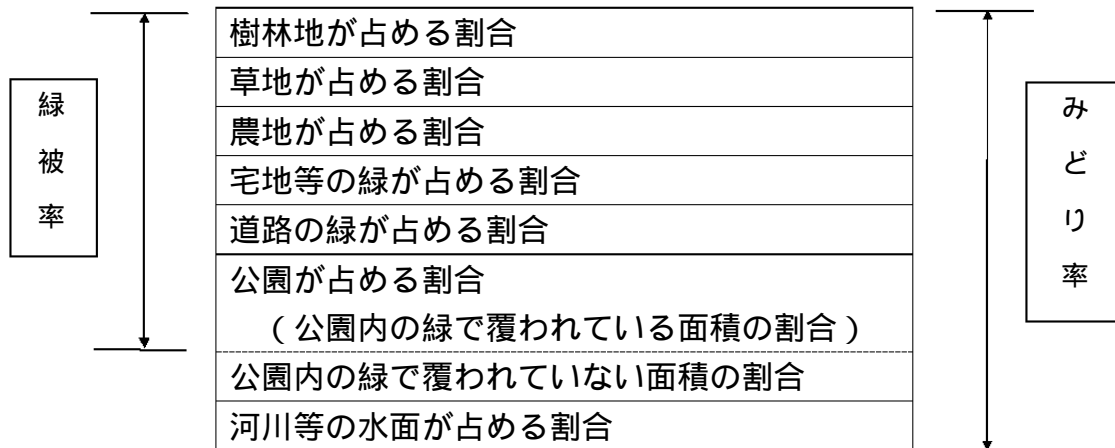 緑被率
樹林地が占める割合
草地が占める割合
農地が占める割合
宅地等の緑が占める割合
道路の緑が占める割合
公園が占める割合
（公園内の緑で覆われている面積の割合）
公園内の緑で覆われていない面積の割合
河川等の水面が占める割合
みどり率